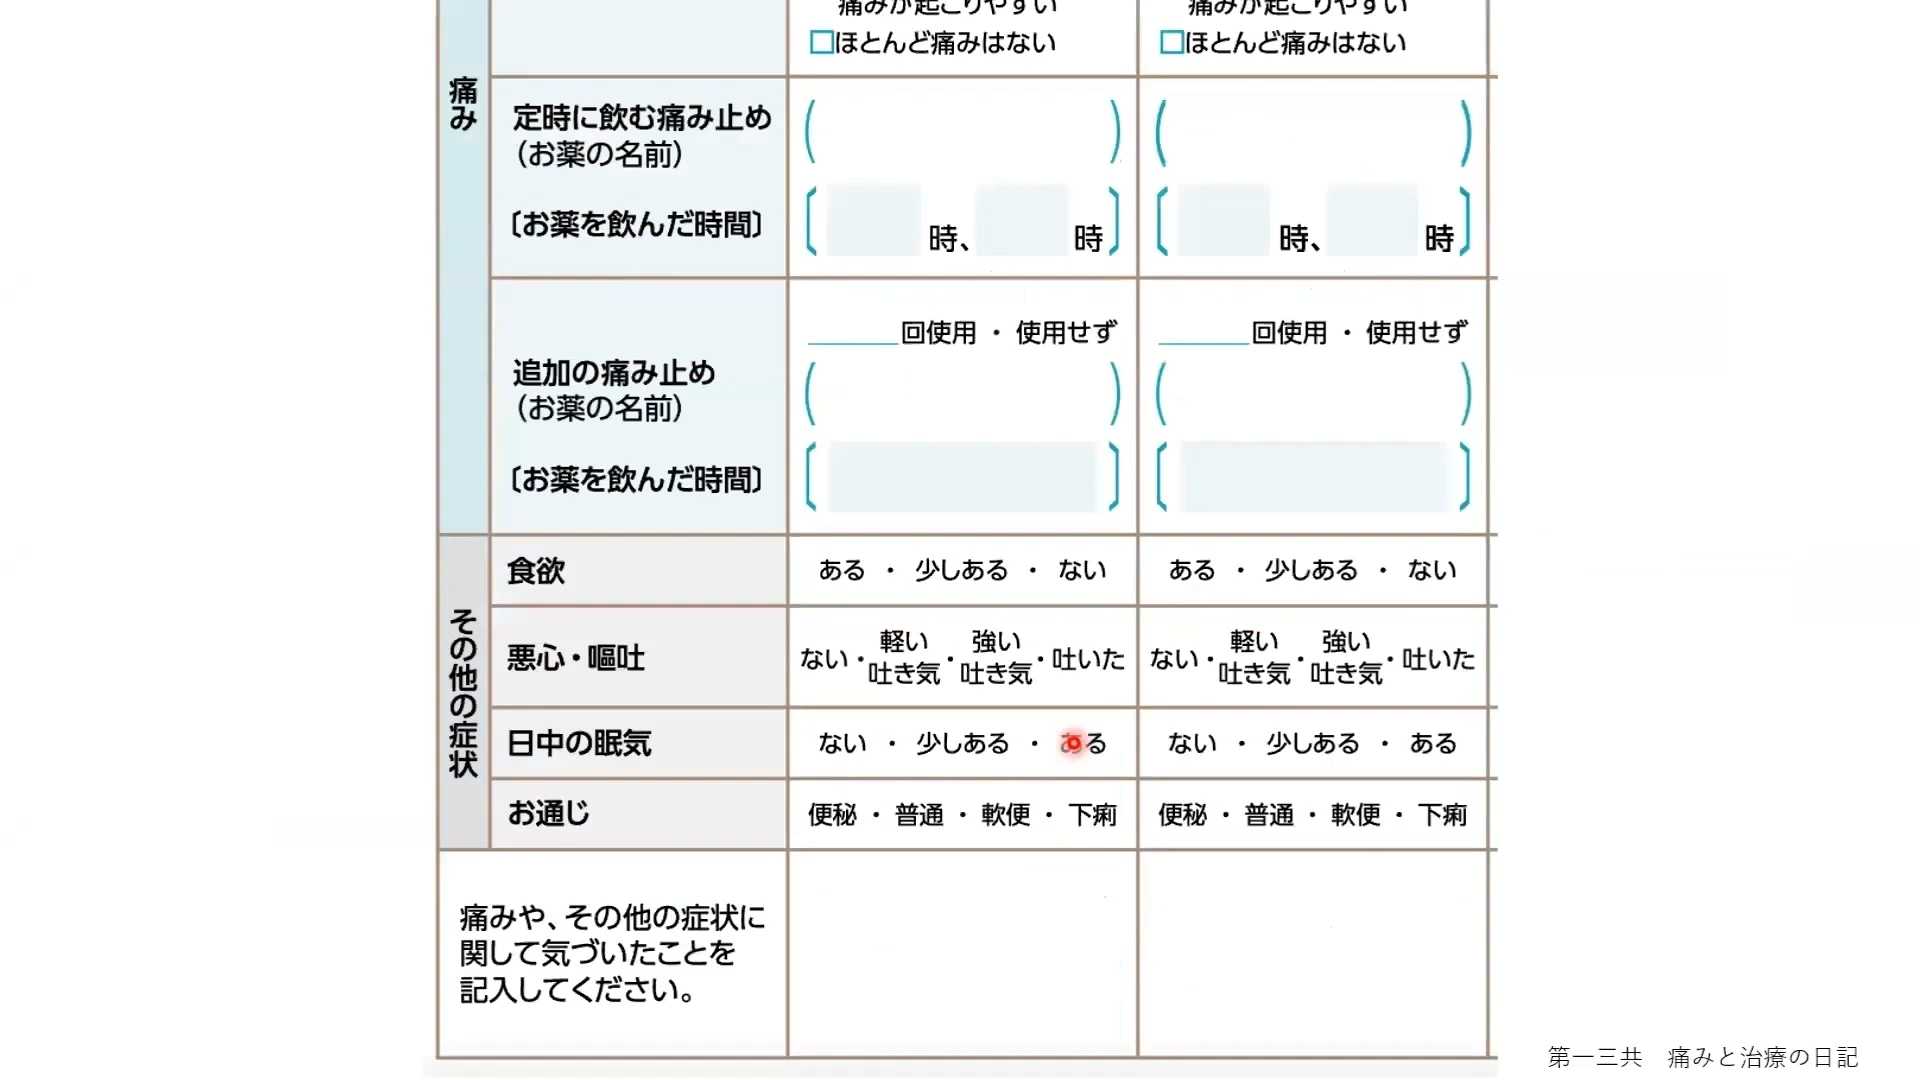 痛みが起こりやすい 痛みが起こりやすい
□ほとんど痛みはない □ほとんど痛みはない
痛み
定時に飲む痛み止め ( ) ( )
（お薬の名前）
〔お薬を飲んだ時間〕 〔 時、 時〕 〔 時、 時〕
回使用 ・ 使用せず 回使用 ・ 使用せず
追加の痛み止め ( ) ( )
（お薬の名前）
〔お薬を飲んだ時間〕 〔 〕 〔 〕
その他の症状
食欲 ある ・ 少しある ・ ない ある ・ 少しある ・ ない
悪心・嘔吐 ない・軽い吐き気・強い吐き気・吐いた ない・軽い吐き気・強い吐き気・吐いた
日中の眠気 ない ・ 少しある ・ ある ない ・ 少しある ・ ある
お通じ 便秘 ・ 普通 ・ 軟便 ・ 下痢 便秘 ・ 普通 ・ 軟便 ・ 下痢
痛みや、その他の症状に
関して気づいたことを
記入してください。
第一三共　痛みと治療の日記